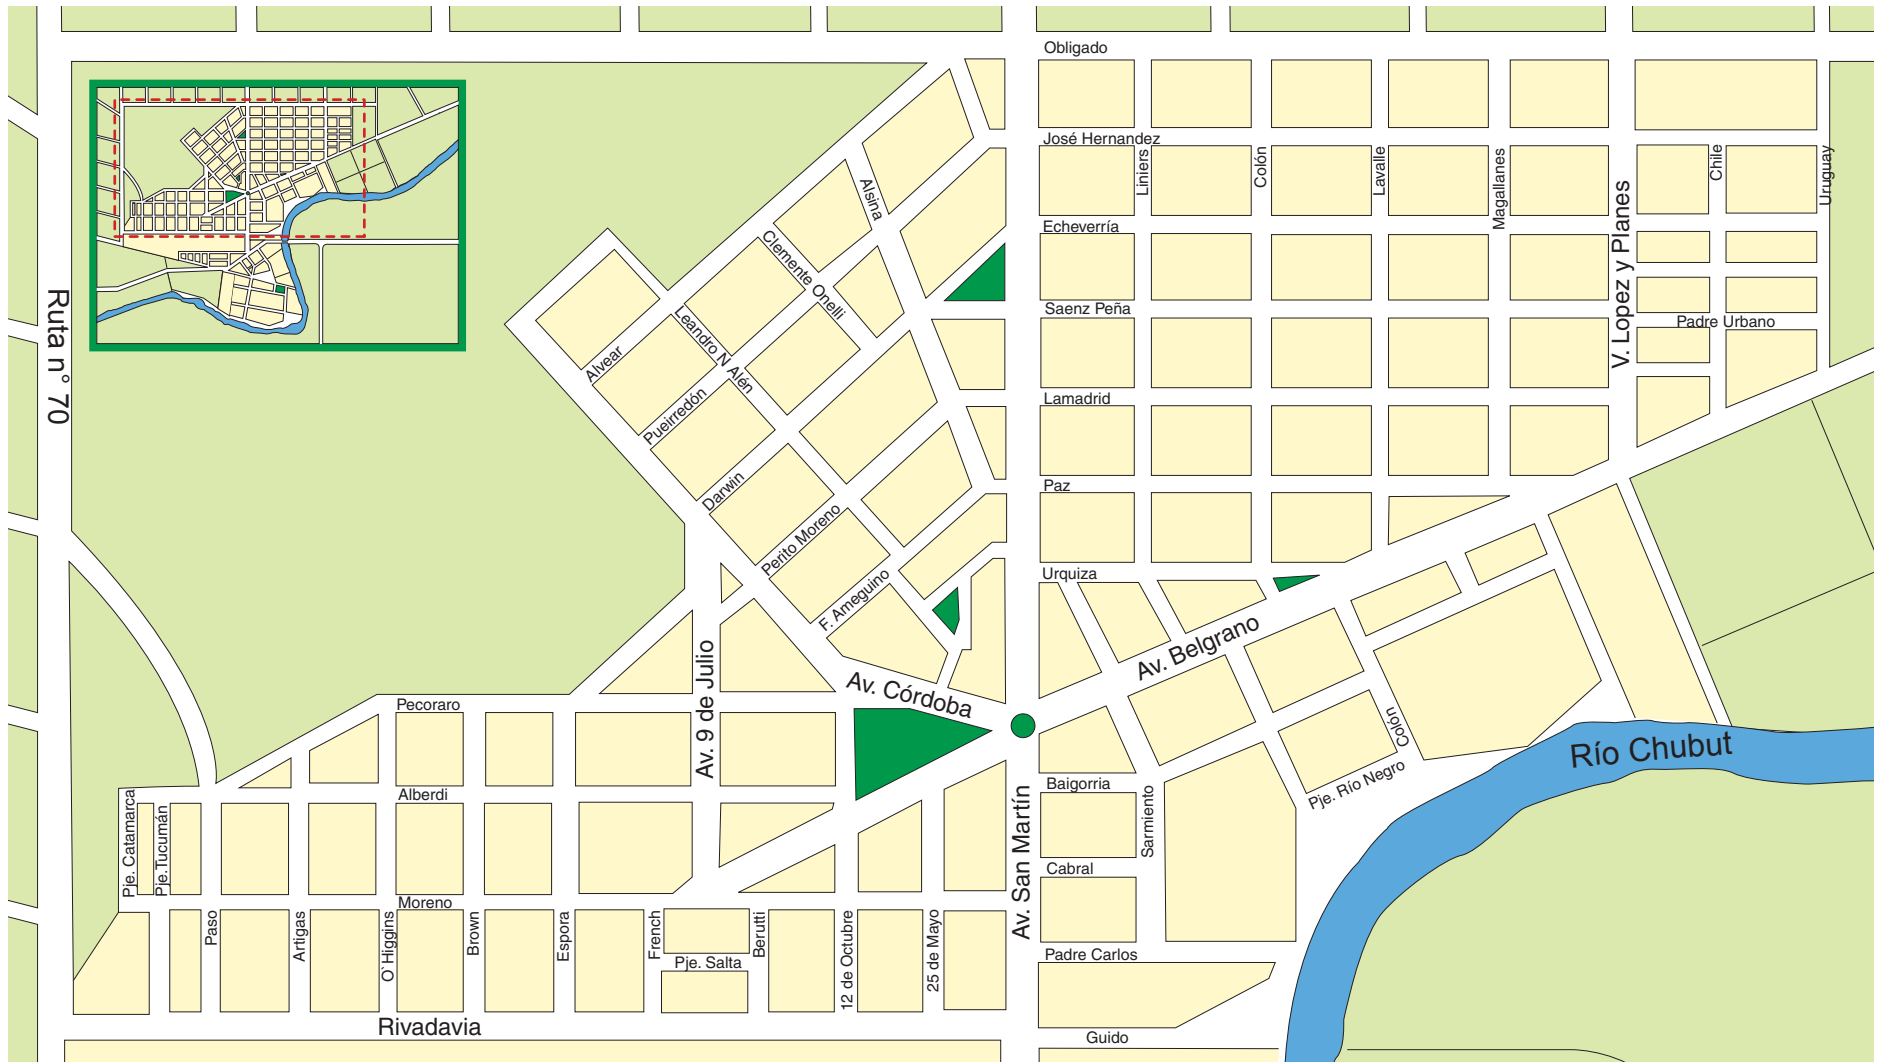 Obligado
José Hernandez
Liniers
Colón
Lavalle
Magallanes
Chile
Uruguay
Alsina
Echeverría
V. Lopez y Planes
Clemente Onelli
Saenz Peña
Padre Urbano
Ruta n° 70
Leandro N Alén
Alvear
Lamadrid
Pueirredón
Darwin
Paz
Perito Moreno
Urquiza
F. Ameguino
Av. Belgrano
Av. 9 de Julio
Av. Córdoba
Pecoraro
Colón
Río Chubut
Baigorria
Pje. Río Negro
Alberdi
Pje. Catamarca
Pje. Tucumán
Av. San Martín
Sarmiento
Cabral
Moreno
Paso
Artigas
O`Higgins
Brown
Espora
French
Berutti
12 de Octubre
25 de Mayo
Padre Carlos
Pje. Salta
Rivadavia
Guido